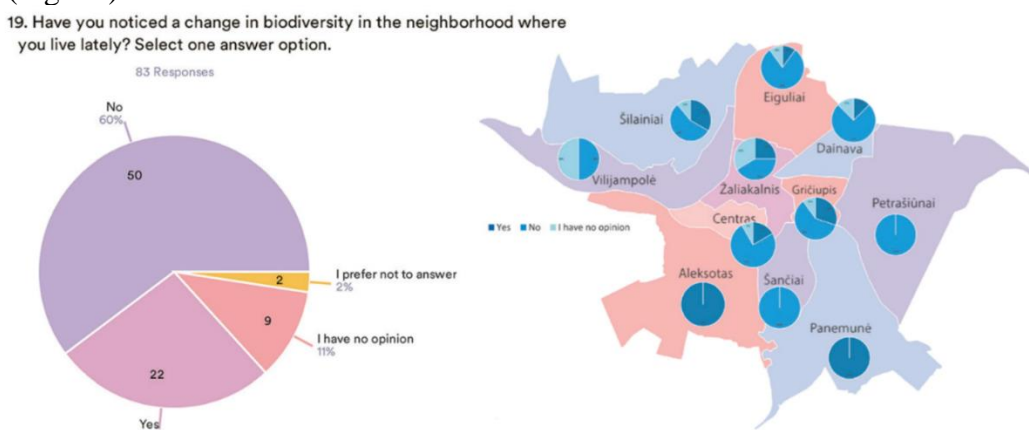 19. Have you noticed a change in biodiversity in the neighborhood where
you live lately? Select one answer option.
83 Responses
No
60%
50
I prefer not to answer
2%
2
I have no opinion
11%
9
22
Yes
Eiguliai
Šilainiai
Dainava
Vilijampolė
Žaliakalnis
Gričiupis
Petrašiūnai
Centras
Yes No I have no opinion
Aleksotas
Šančiai
Panemunė